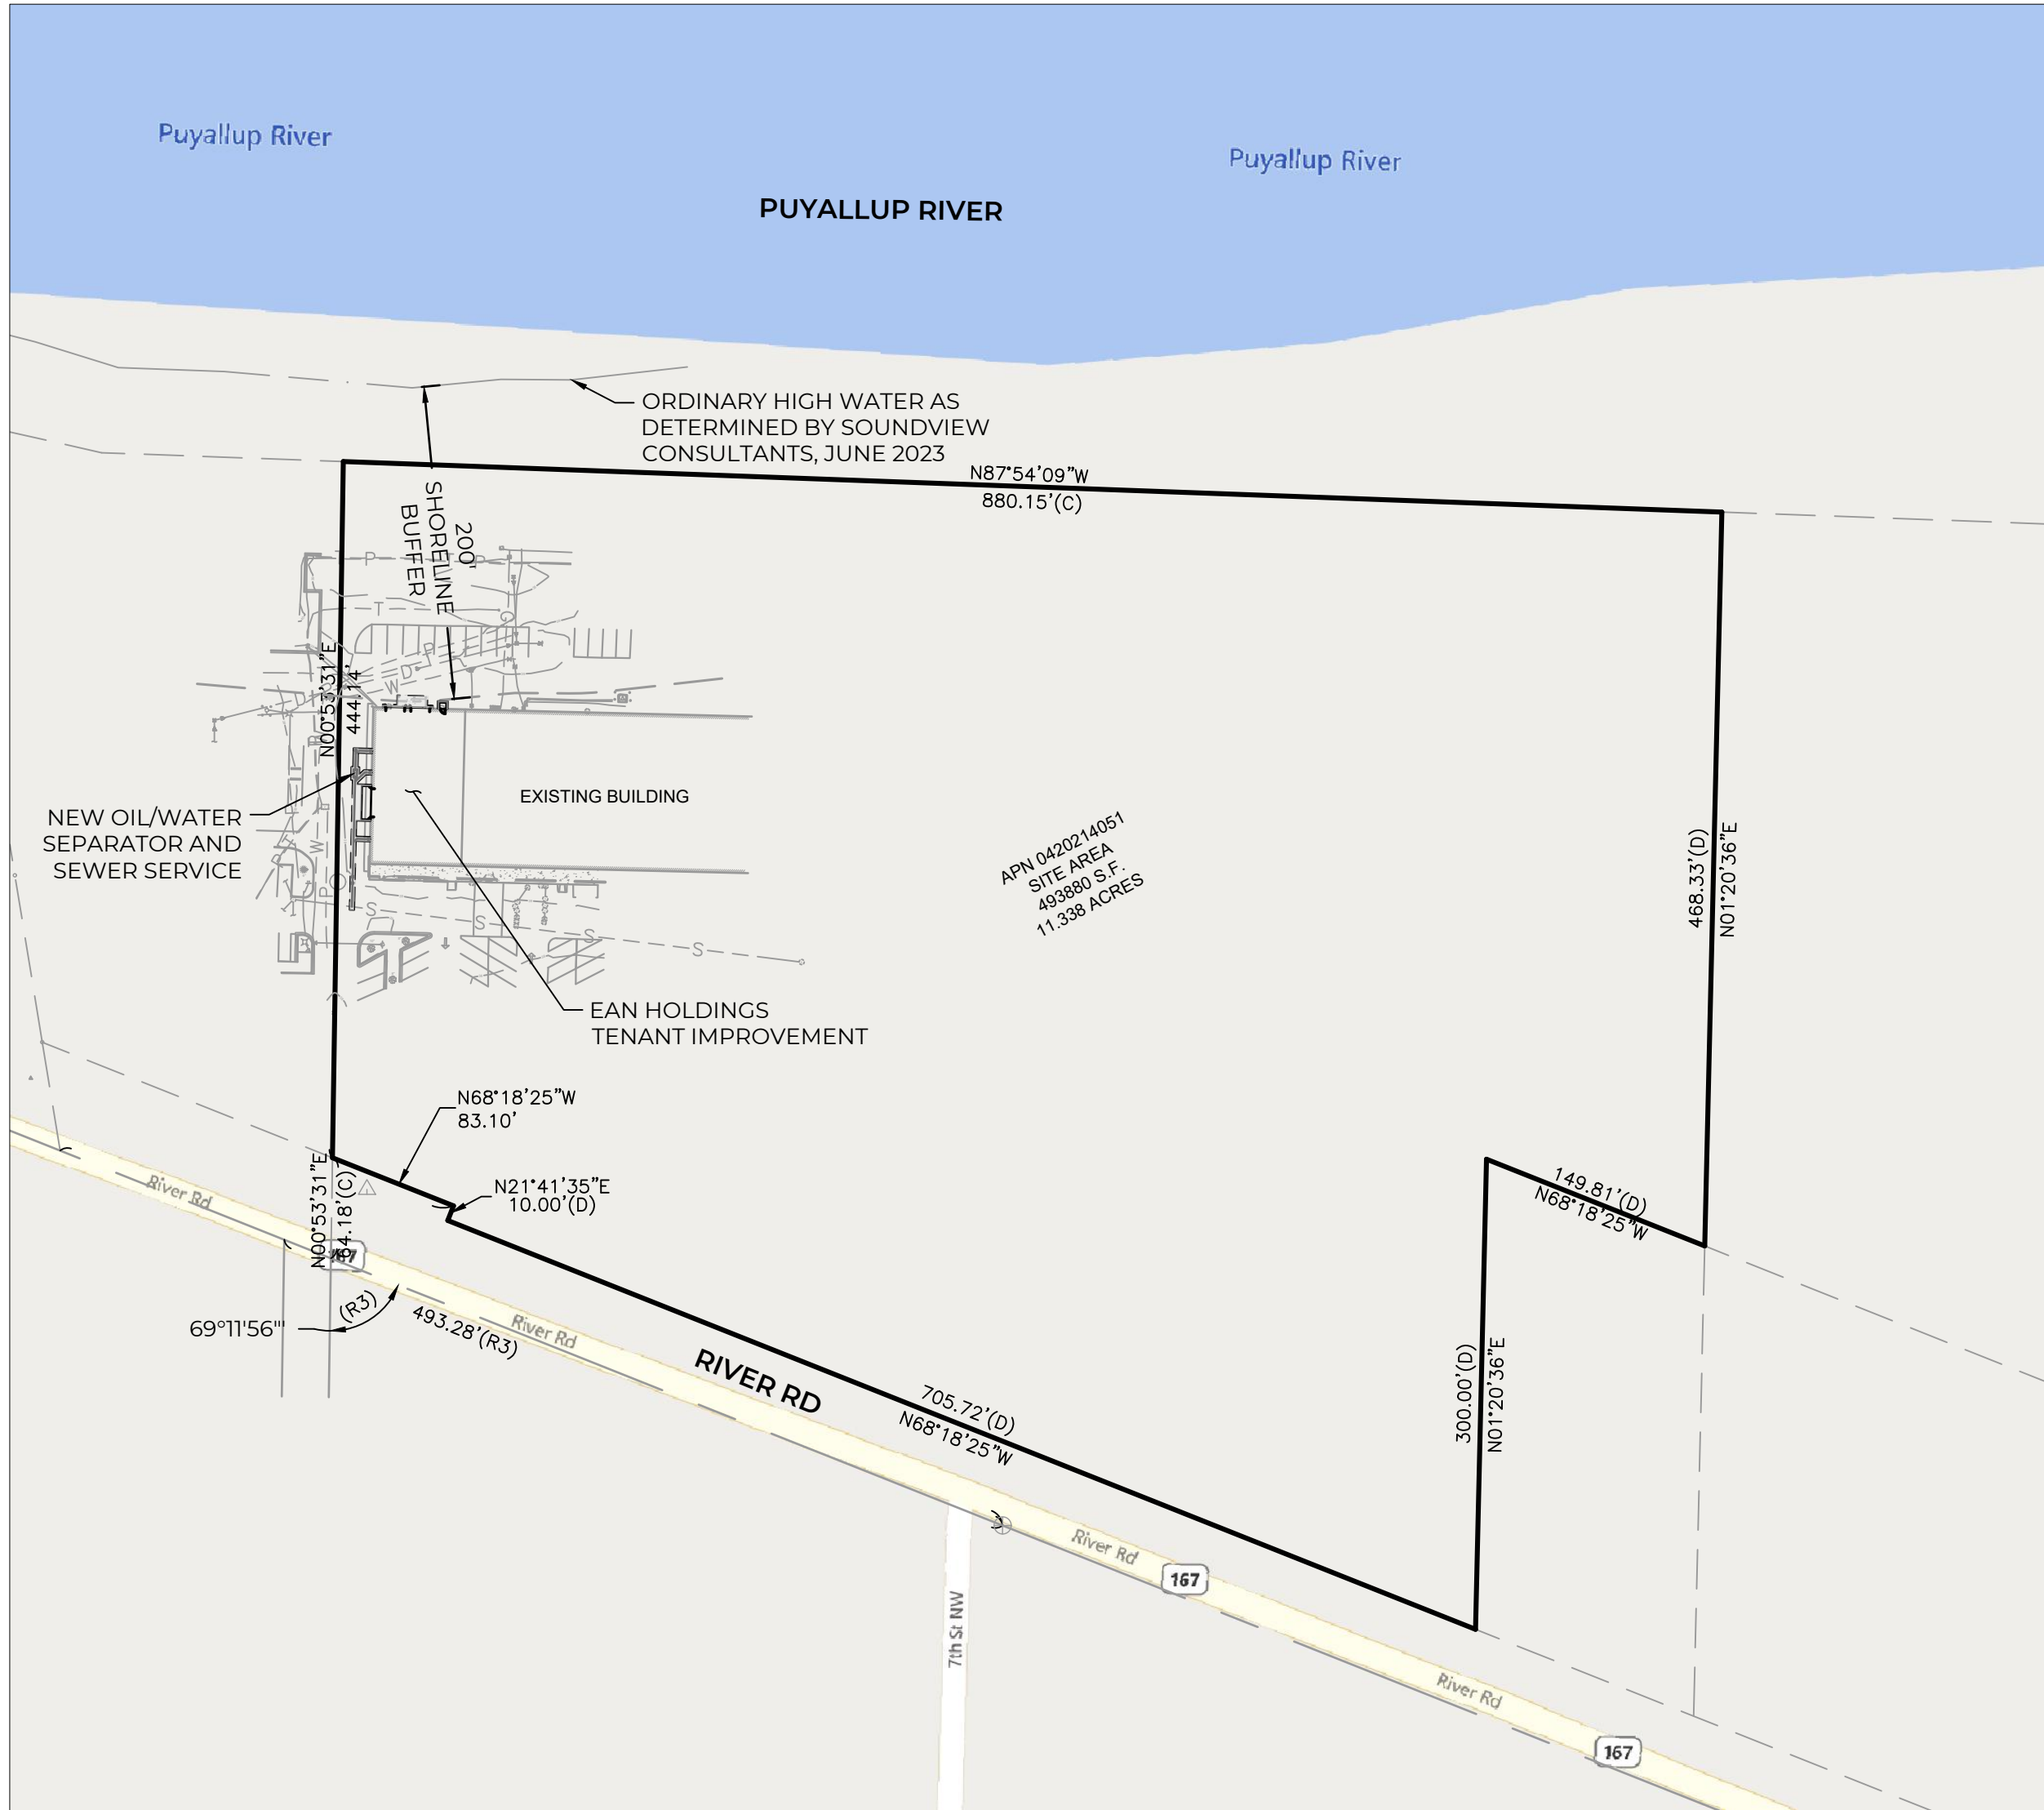 Puyallup River
Puyallup River
PUYALLUP RIVER
ORDINARY HIGH WATER AS
DETERMINED BY SOUNDVIEW
CONSULTANTS, JUNE 2023
N87°54'09"W
880.15'(C)
200'
SHORELINE
BUFFER
P
P
T
G
P
D
W
D
N00°53'31"E
444.14'
EXISTING BUILDING
NEW OIL/WATER
SEPARATOR AND
SEWER SERVICE
W
P
APN 0420214051
SITE AREA
493880 S.F.
11.338 ACRES
468.33'(D)
N01°20'36"E
S
S
S
S
EAN HOLDINGS
TENANT IMPROVEMENT
N68°18'25"W
83.10'
N21°41'35"E
10.00'(D)
149.81'(D)
N68°18'25"W
River Rd
N00°53'31"E
64.18'(C)
167
(R3)
69°11'56'"
493.28'(R3)
River Rd
RIVER RD
705.72'(D)
N68°18'25"W
300.00'(D)
N01°20'36"E
River Rd
167
7th St NW
River Rd
167